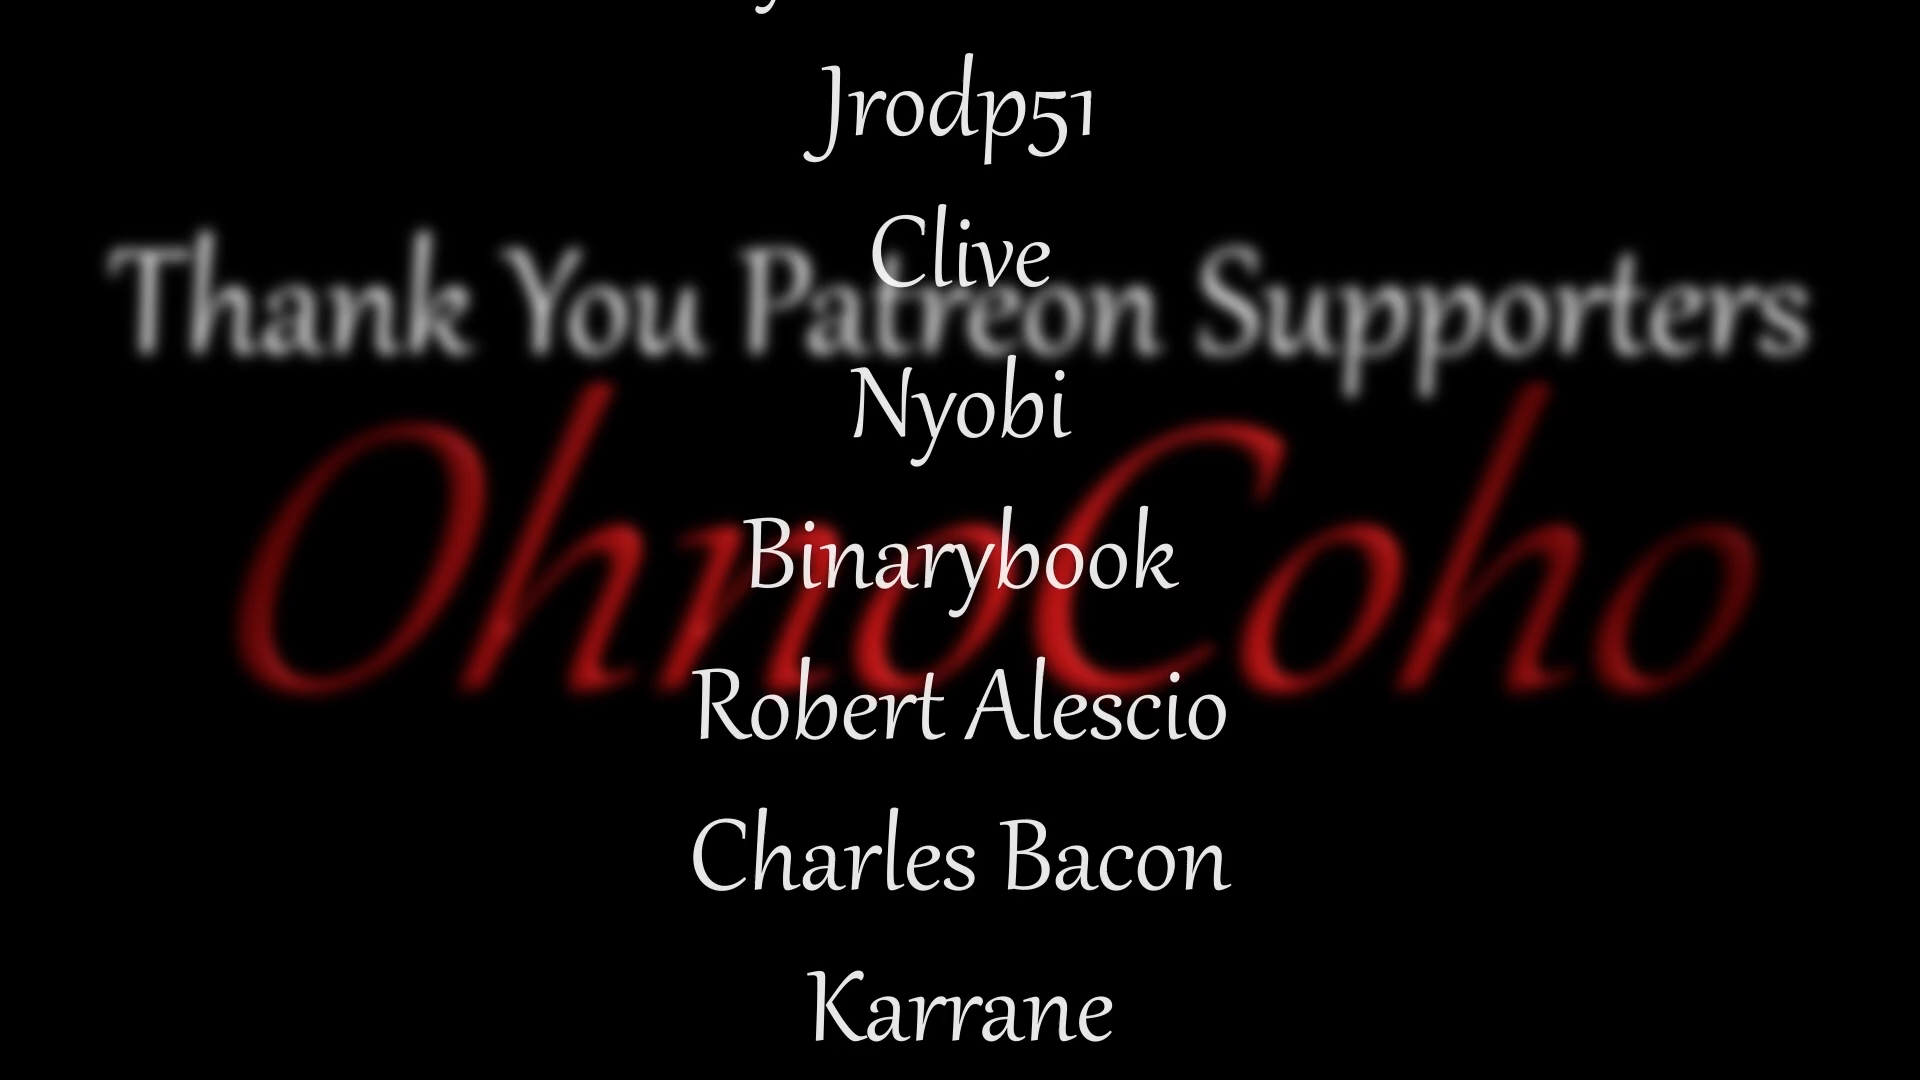 Jrodp51
Clive
Thank You Patreon Supporters
Nyobi
OhnoCoho
Binarybook
Robert Alescio
Charles Bacon
Karrane